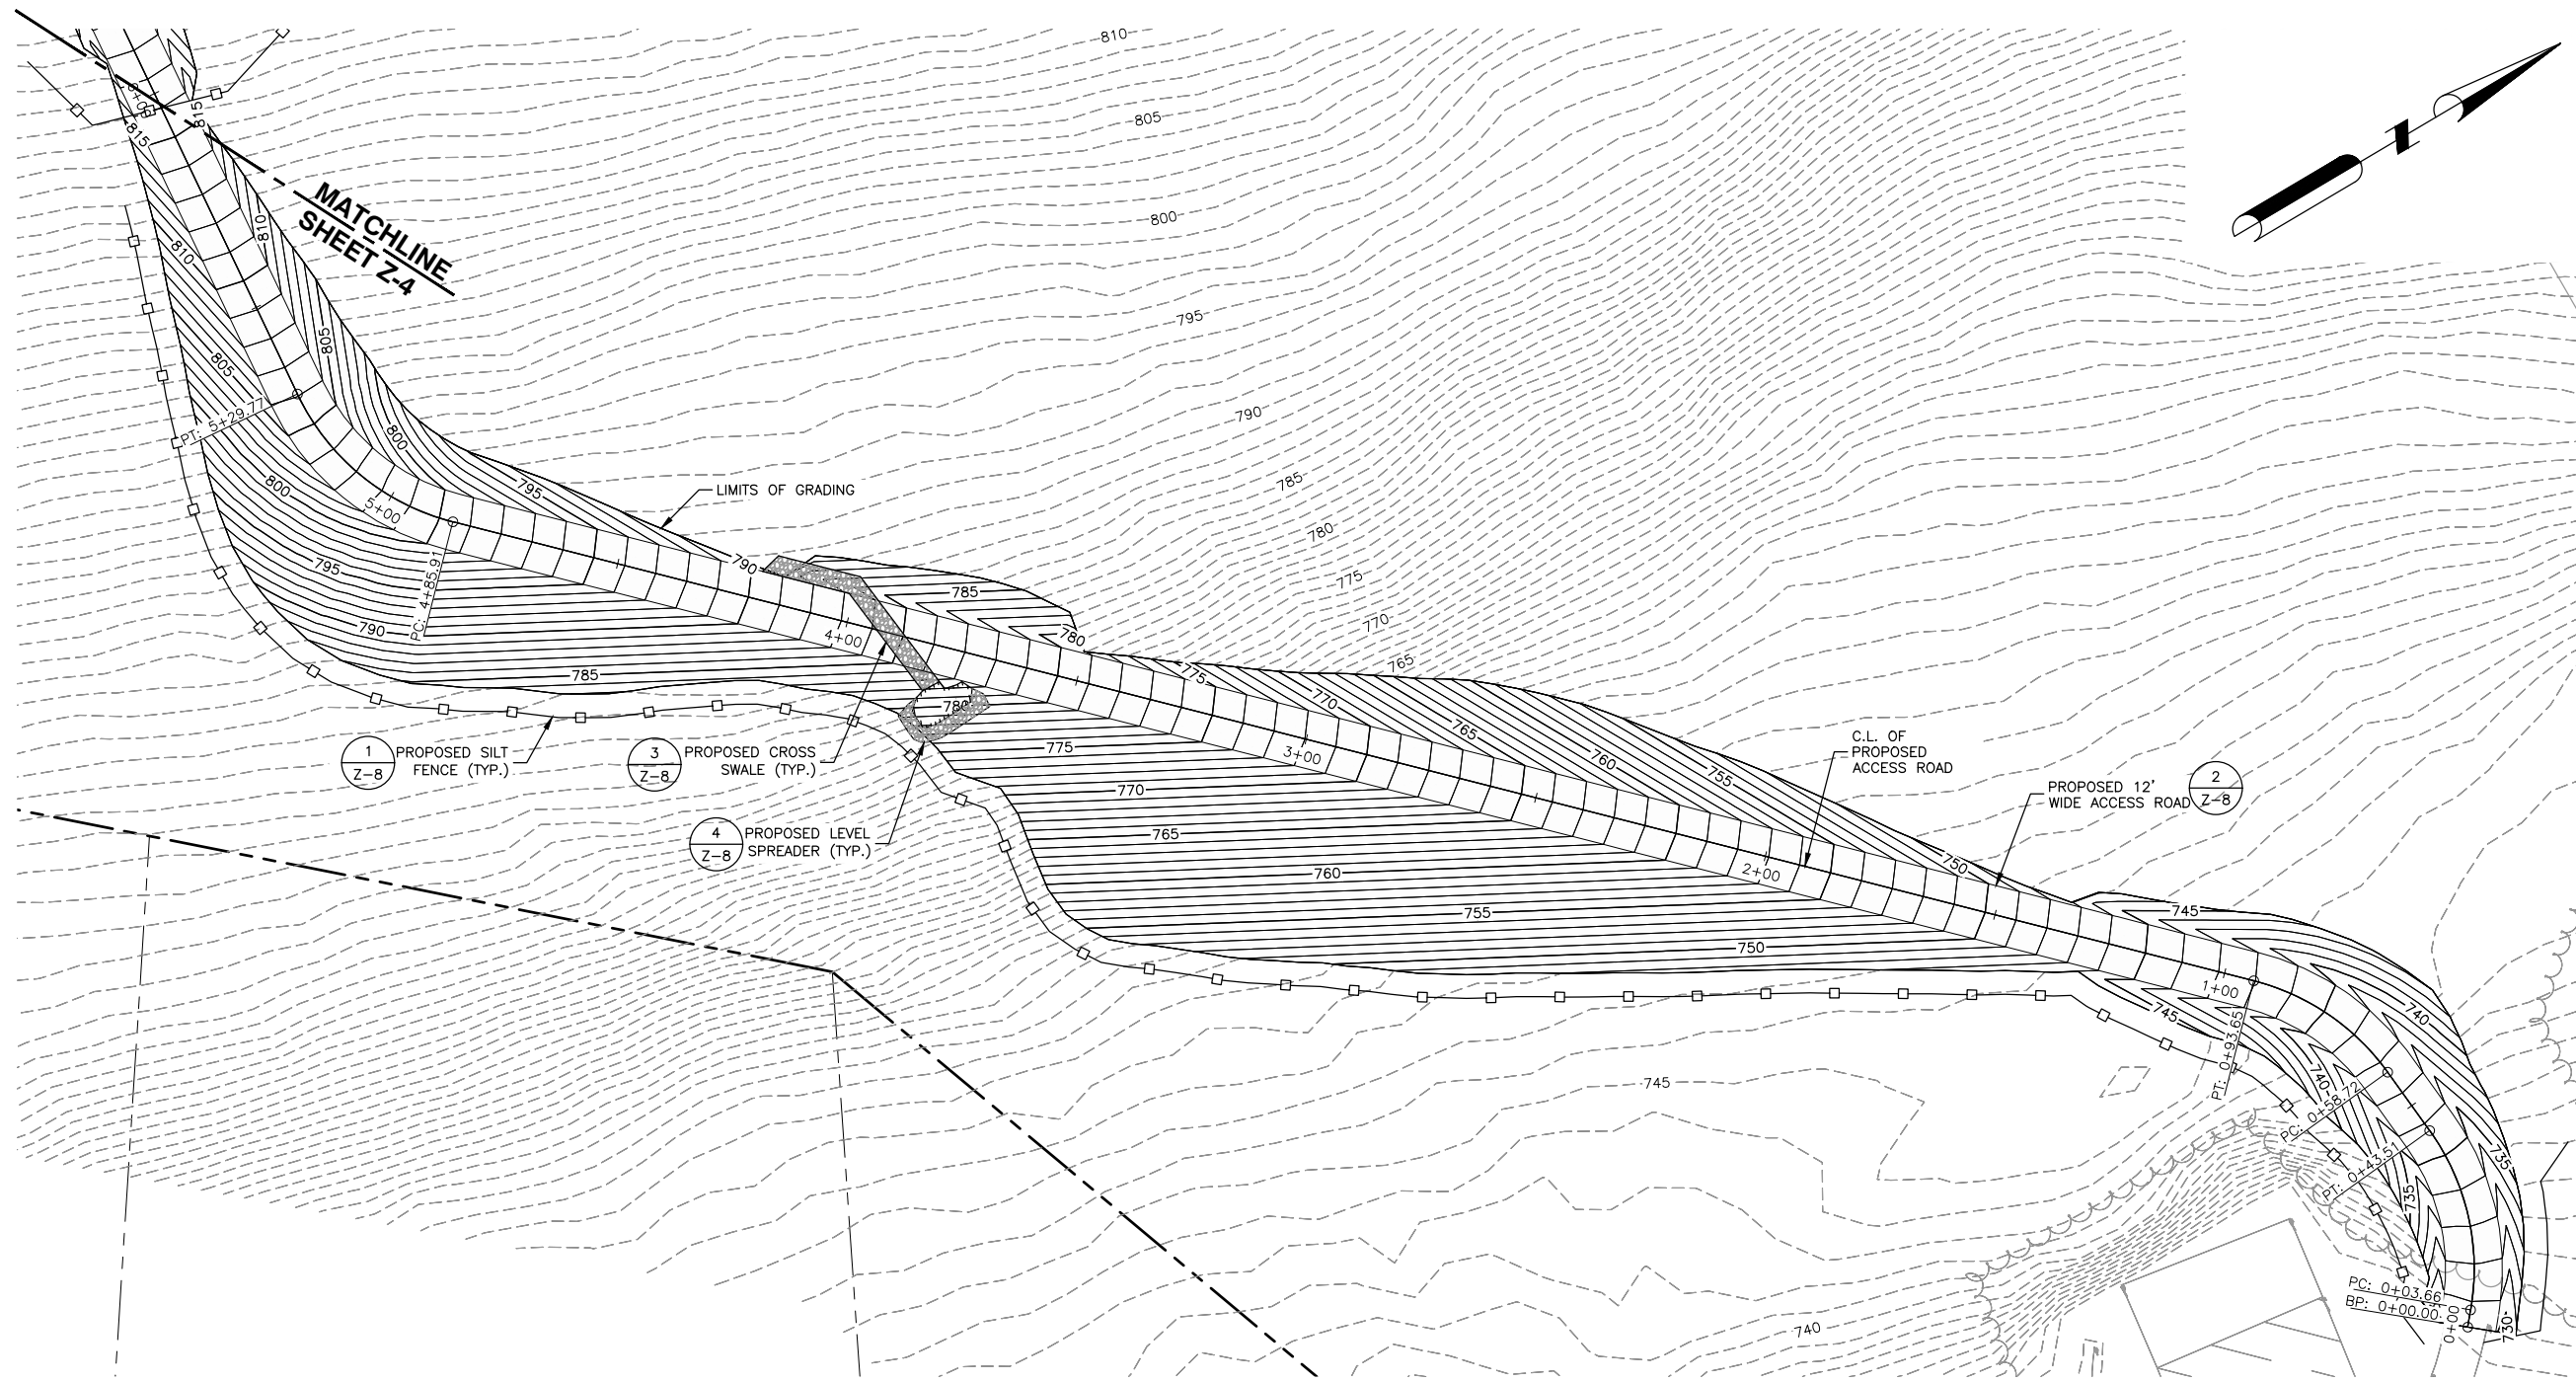 810
805
800
795
790
785
780
775
770
765
N
MATCHLINE
SHEET Z-4
6+00
815
815
810
810
805
805
PT: 5+29.77
800
800
795
795
5+00
PC: 4+85.91
790
790
785
785
780
780
LIMITS OF GRADING
4+00
1
Z-8
PROPOSED SILT
FENCE (TYP.)
3
Z-8
PROPOSED CROSS
SWALE (TYP.)
4
Z-8
PROPOSED LEVEL
SPREADER (TYP.)
775
775
770
770
765
765
760
760
755
755
750
750
3+00
2+00
C.L. OF
PROPOSED
ACCESS ROAD
PROPOSED 12'
WIDE ACCESS ROAD
2
Z-8
745
745
1+00
PT: 0+93.65
740
740
PC: 0+58.72
PT: 0+43.51
735
735
PC: 0+03.66
BP: 0+00.00
0+00
730
745
740